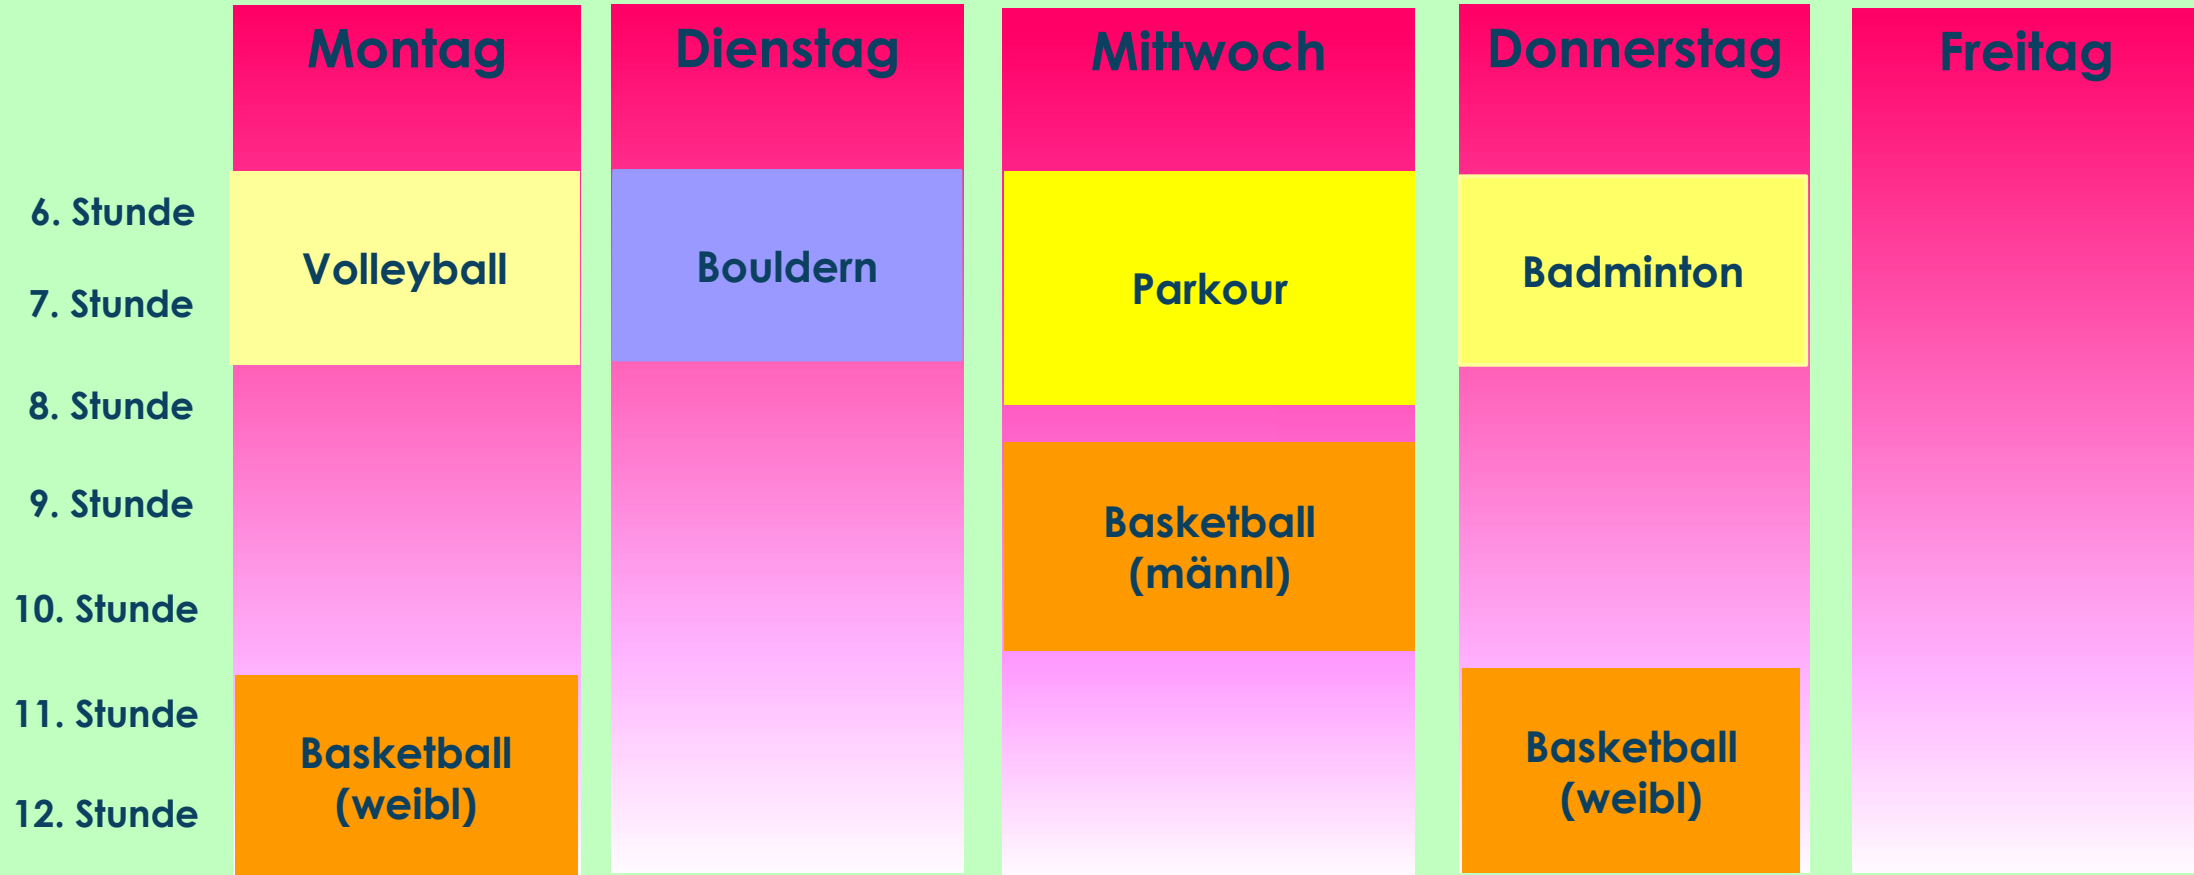 Montag
Dienstag
Mittwoch
Donnerstag
Freitag
6. Stunde
7. Stunde
8. Stunde
9. Stunde
10. Stunde
11. Stunde
12. Stunde
Volleyball
Bouldern
Parkour
Badminton
Basketball
(männl)
Basketball
(weibl)
Basketball
(weibl)